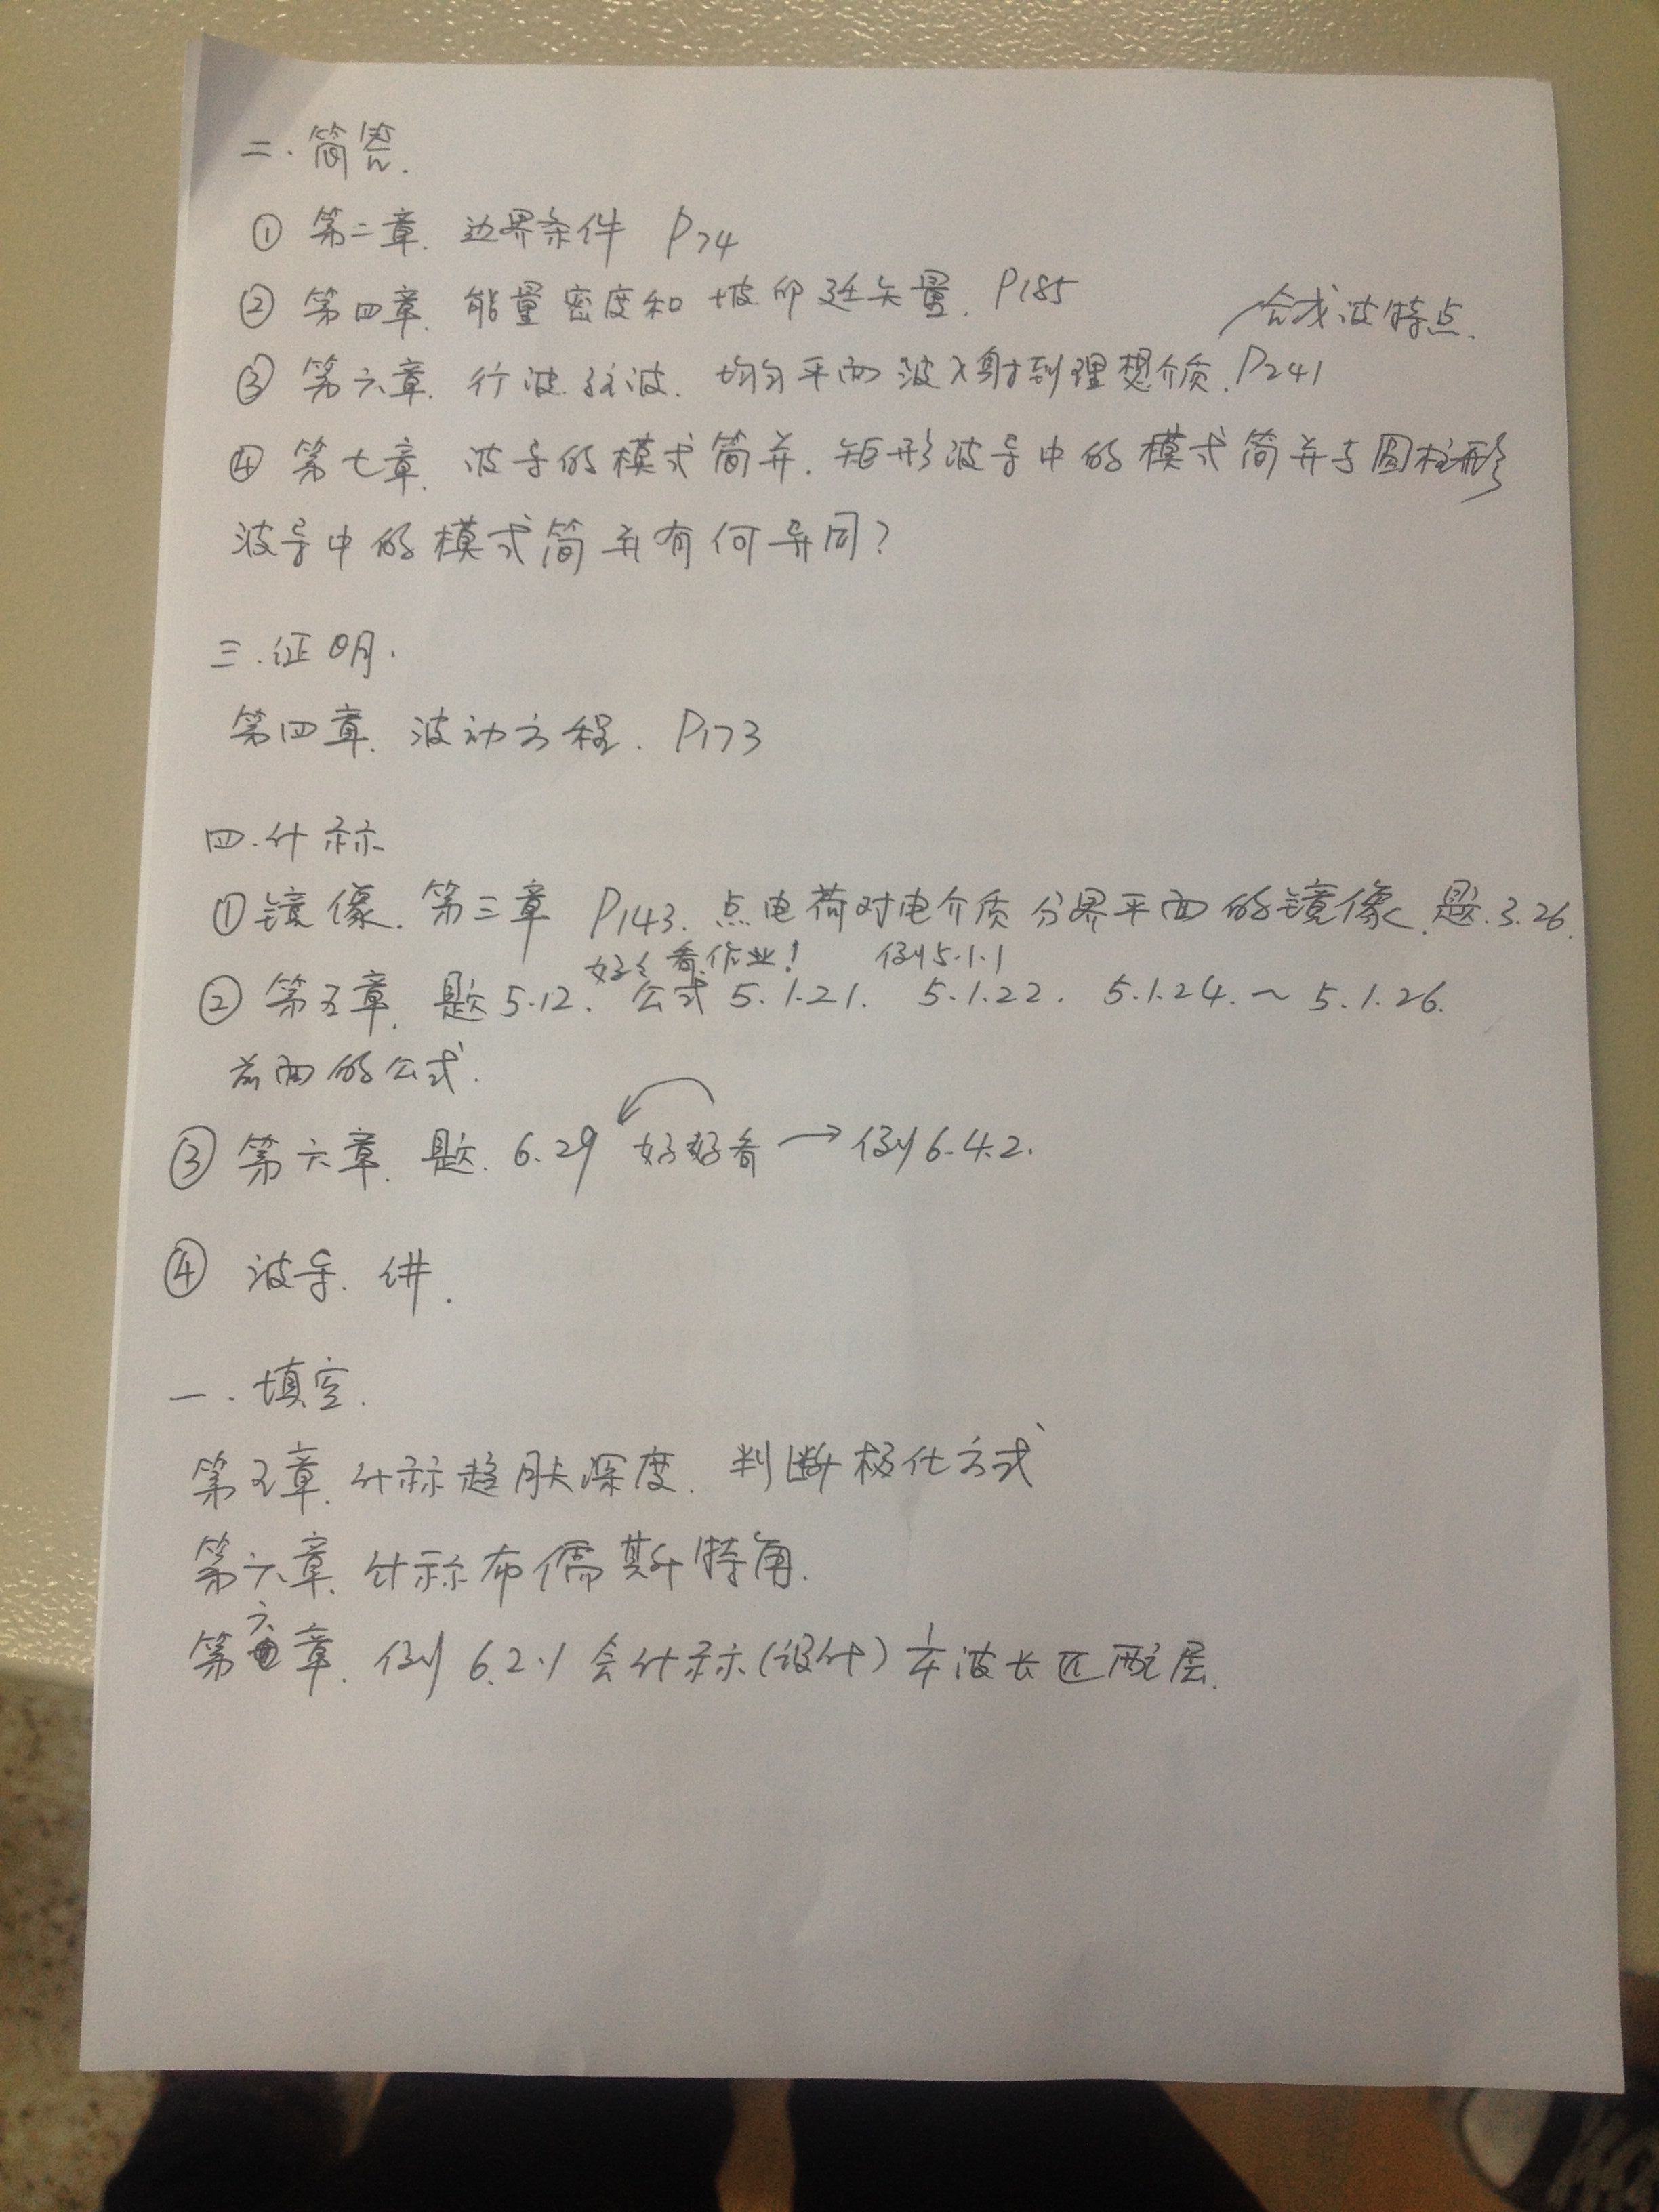 二.简答.
① 第二章. 边界条件 P74
② 第四章. 能量密度和坡印廷矢量. P185
合成波特点.
③ 第六章. 行波.驻波. 均匀平面波入射到理想介质. P241
④ 第七章. 波导的模式简并. 矩形波导中的模式简并与圆柱形
波导中的模式简并有何异同?
三.证明.
第四章. 波动方程. P173
四.计算
①镜像. 第三章 P143. 点电荷对电介质分界平面的镜像. 题.3.26.
好好看作业! 例5.1.1
② 第五章. 题5.12. 公式 5.1.21. 5.1.22. 5.1.24.~5.1.26.
前面的公式.
③ 第六章. 题. 6.29 好好看→例6.4.2.
④ 波导. 讲.
一.填空.
第五章. 计算趋肤深度. 判断极化方式
第六章. 计算布儒斯特角.
第六章. 例6.2.1 会计算(设计)1/4波长匹配层.